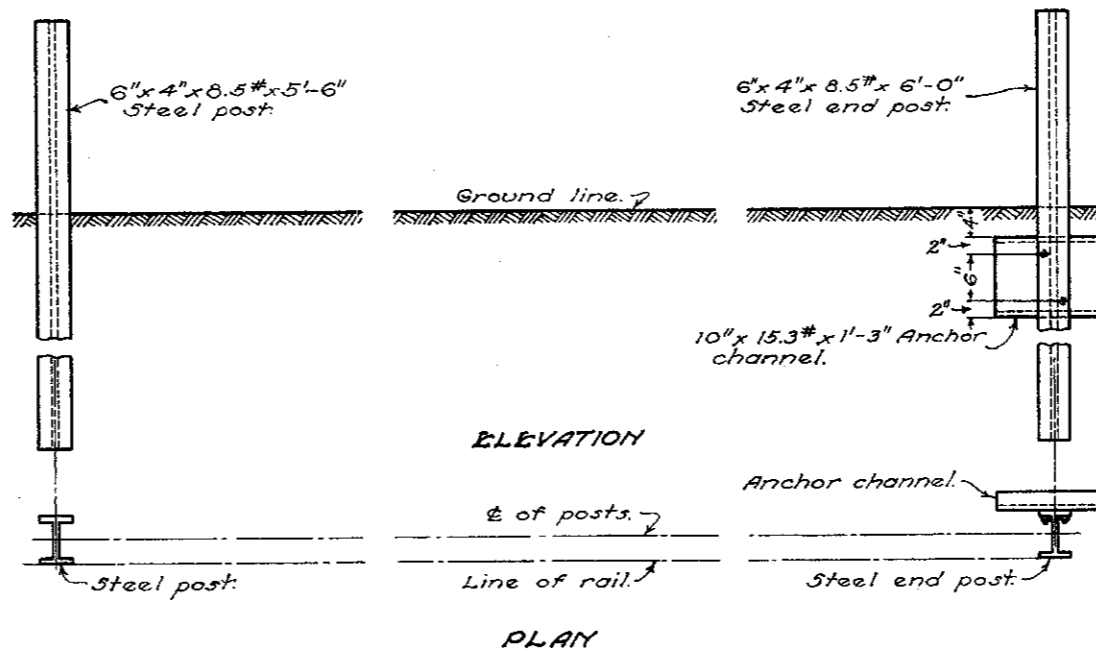 6"x 4"x 8.5#x 5'-6"
Steel post.
6"x 4"x 8.5#x 6'-0"
Steel end post.
Ground line.
4"
2"
6"
2"
10"x 15.3#x 1'-3" Anchor
channel.
ELEVATION
Anchor channel.
℄ of posts.
Steel post.
Line of rail.
Steel end post.
PLAN